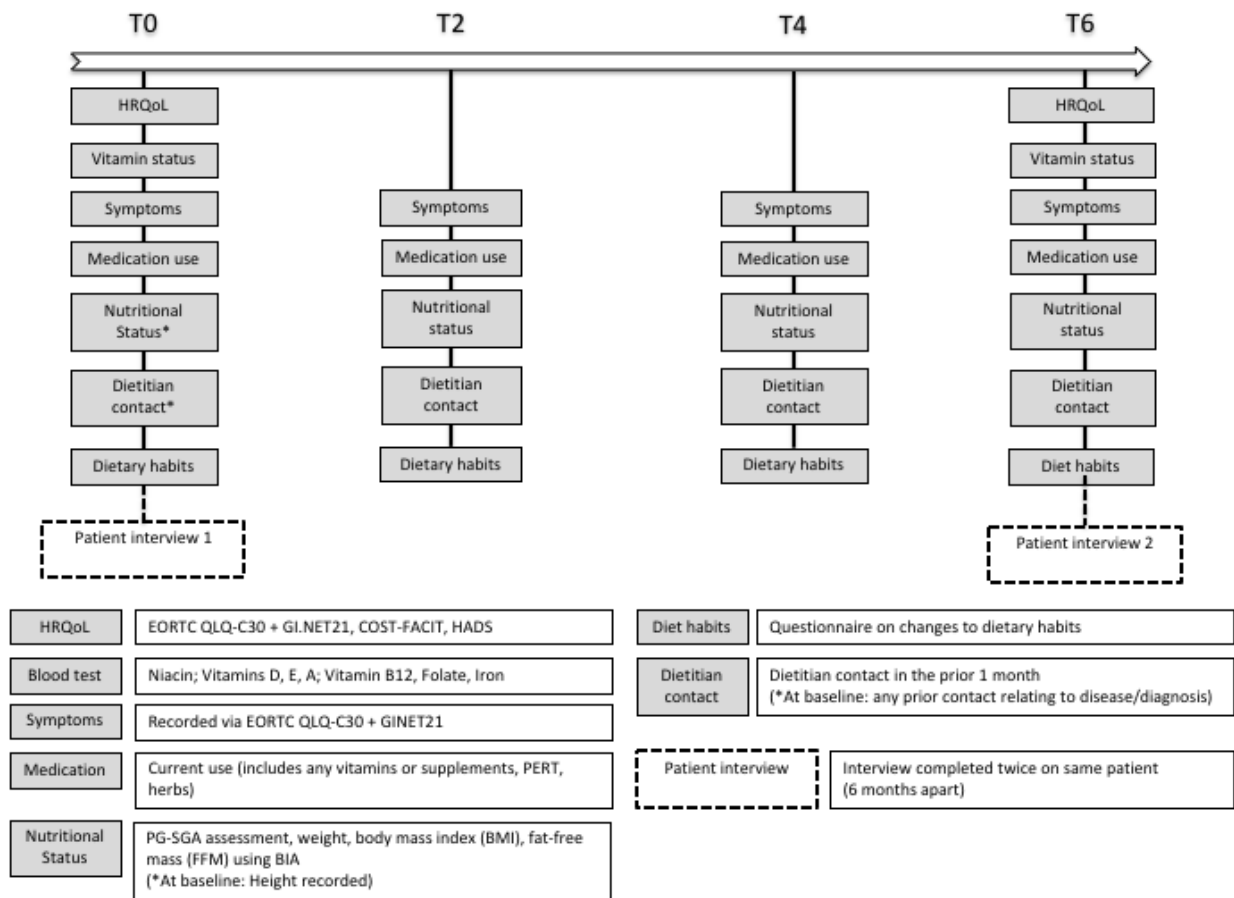 T0
T2
T4
T6
HRQoL
Vitamin status
Symptoms
Medication use
Nutritional
Status*
Dietitian
contact*
Dietary habits
Patient interview 1
Symptoms
Medication use
Nutritional
status
Dietitian
contact
Dietary habits
Symptoms
Medication use
Nutritional
status
Dietitian
contact
Dietary habits
HRQoL
Vitamin status
Symptoms
Medication use
Nutritional
status
Dietitian
contact
Diet habits
Patient interview 2
HRQoL
EORTC QLQ-C30 + GI.NET21, COST-FACIT, HADS
Blood test
Niacin; Vitamins D, E, A; Vitamin B12, Folate, Iron
Symptoms
Recorded via EORTC QLQ-C30 + GINET21
Medication
Current use (includes any vitamins or supplements, PERT,
herbs)
Nutritional
Status
PG-SGA assessment, weight, body mass index (BMI), fat-free
mass (FFM) using BIA
(*At baseline: Height recorded)
Diet habits
Questionnaire on changes to dietary habits
Dietitian
contact
Dietitian contact in the prior 1 month
(*At baseline: any prior contact relating to disease/diagnosis)
Patient interview
Interview completed twice on same patient
(6 months apart)